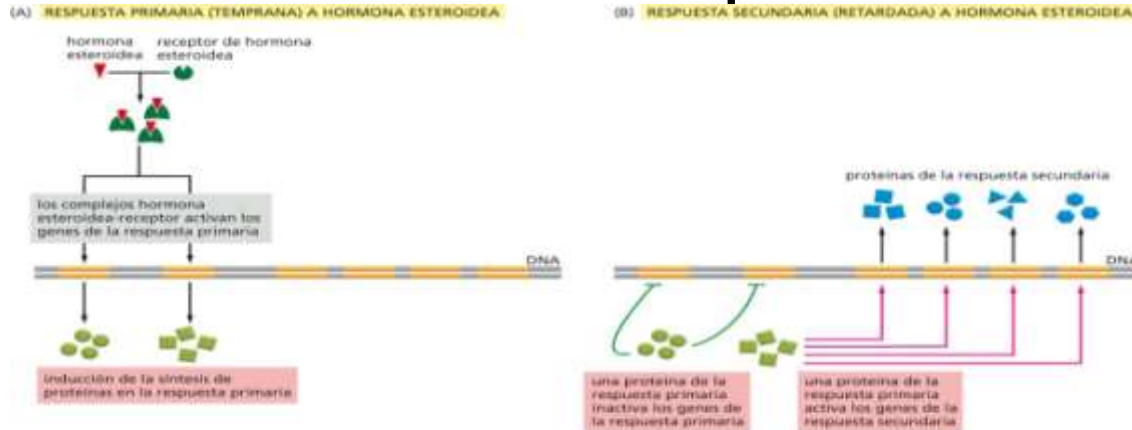 (A) RESPUESTA PRIMARIA (TEMPRANA) A HORMONA ESTEROIDEA
hormona
esteroidea
receptor de hormona
esteroidea
los complejos hormona
esteroidea-receptor activan los
genes de la respuesta primaria
DNA
inducción de la síntesis de
proteínas en la respuesta primaria
(B) RESPUESTA SECUNDARIA (RETARDADA) A HORMONA ESTEROIDEA
proteínas de la respuesta secundaria
DNA
una proteína de la
respuesta primaria
inactiva los genes de
la respuesta primaria
una proteína de la
respuesta primaria
activa los genes de la
respuesta secundaria